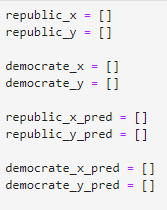 republic_x = []
republic_y = []
democrate_x = []
democrate_y = []
republic_x_pred = []
republic_y_pred = []
democrate_x_pred = []
democrate_y_pred = []